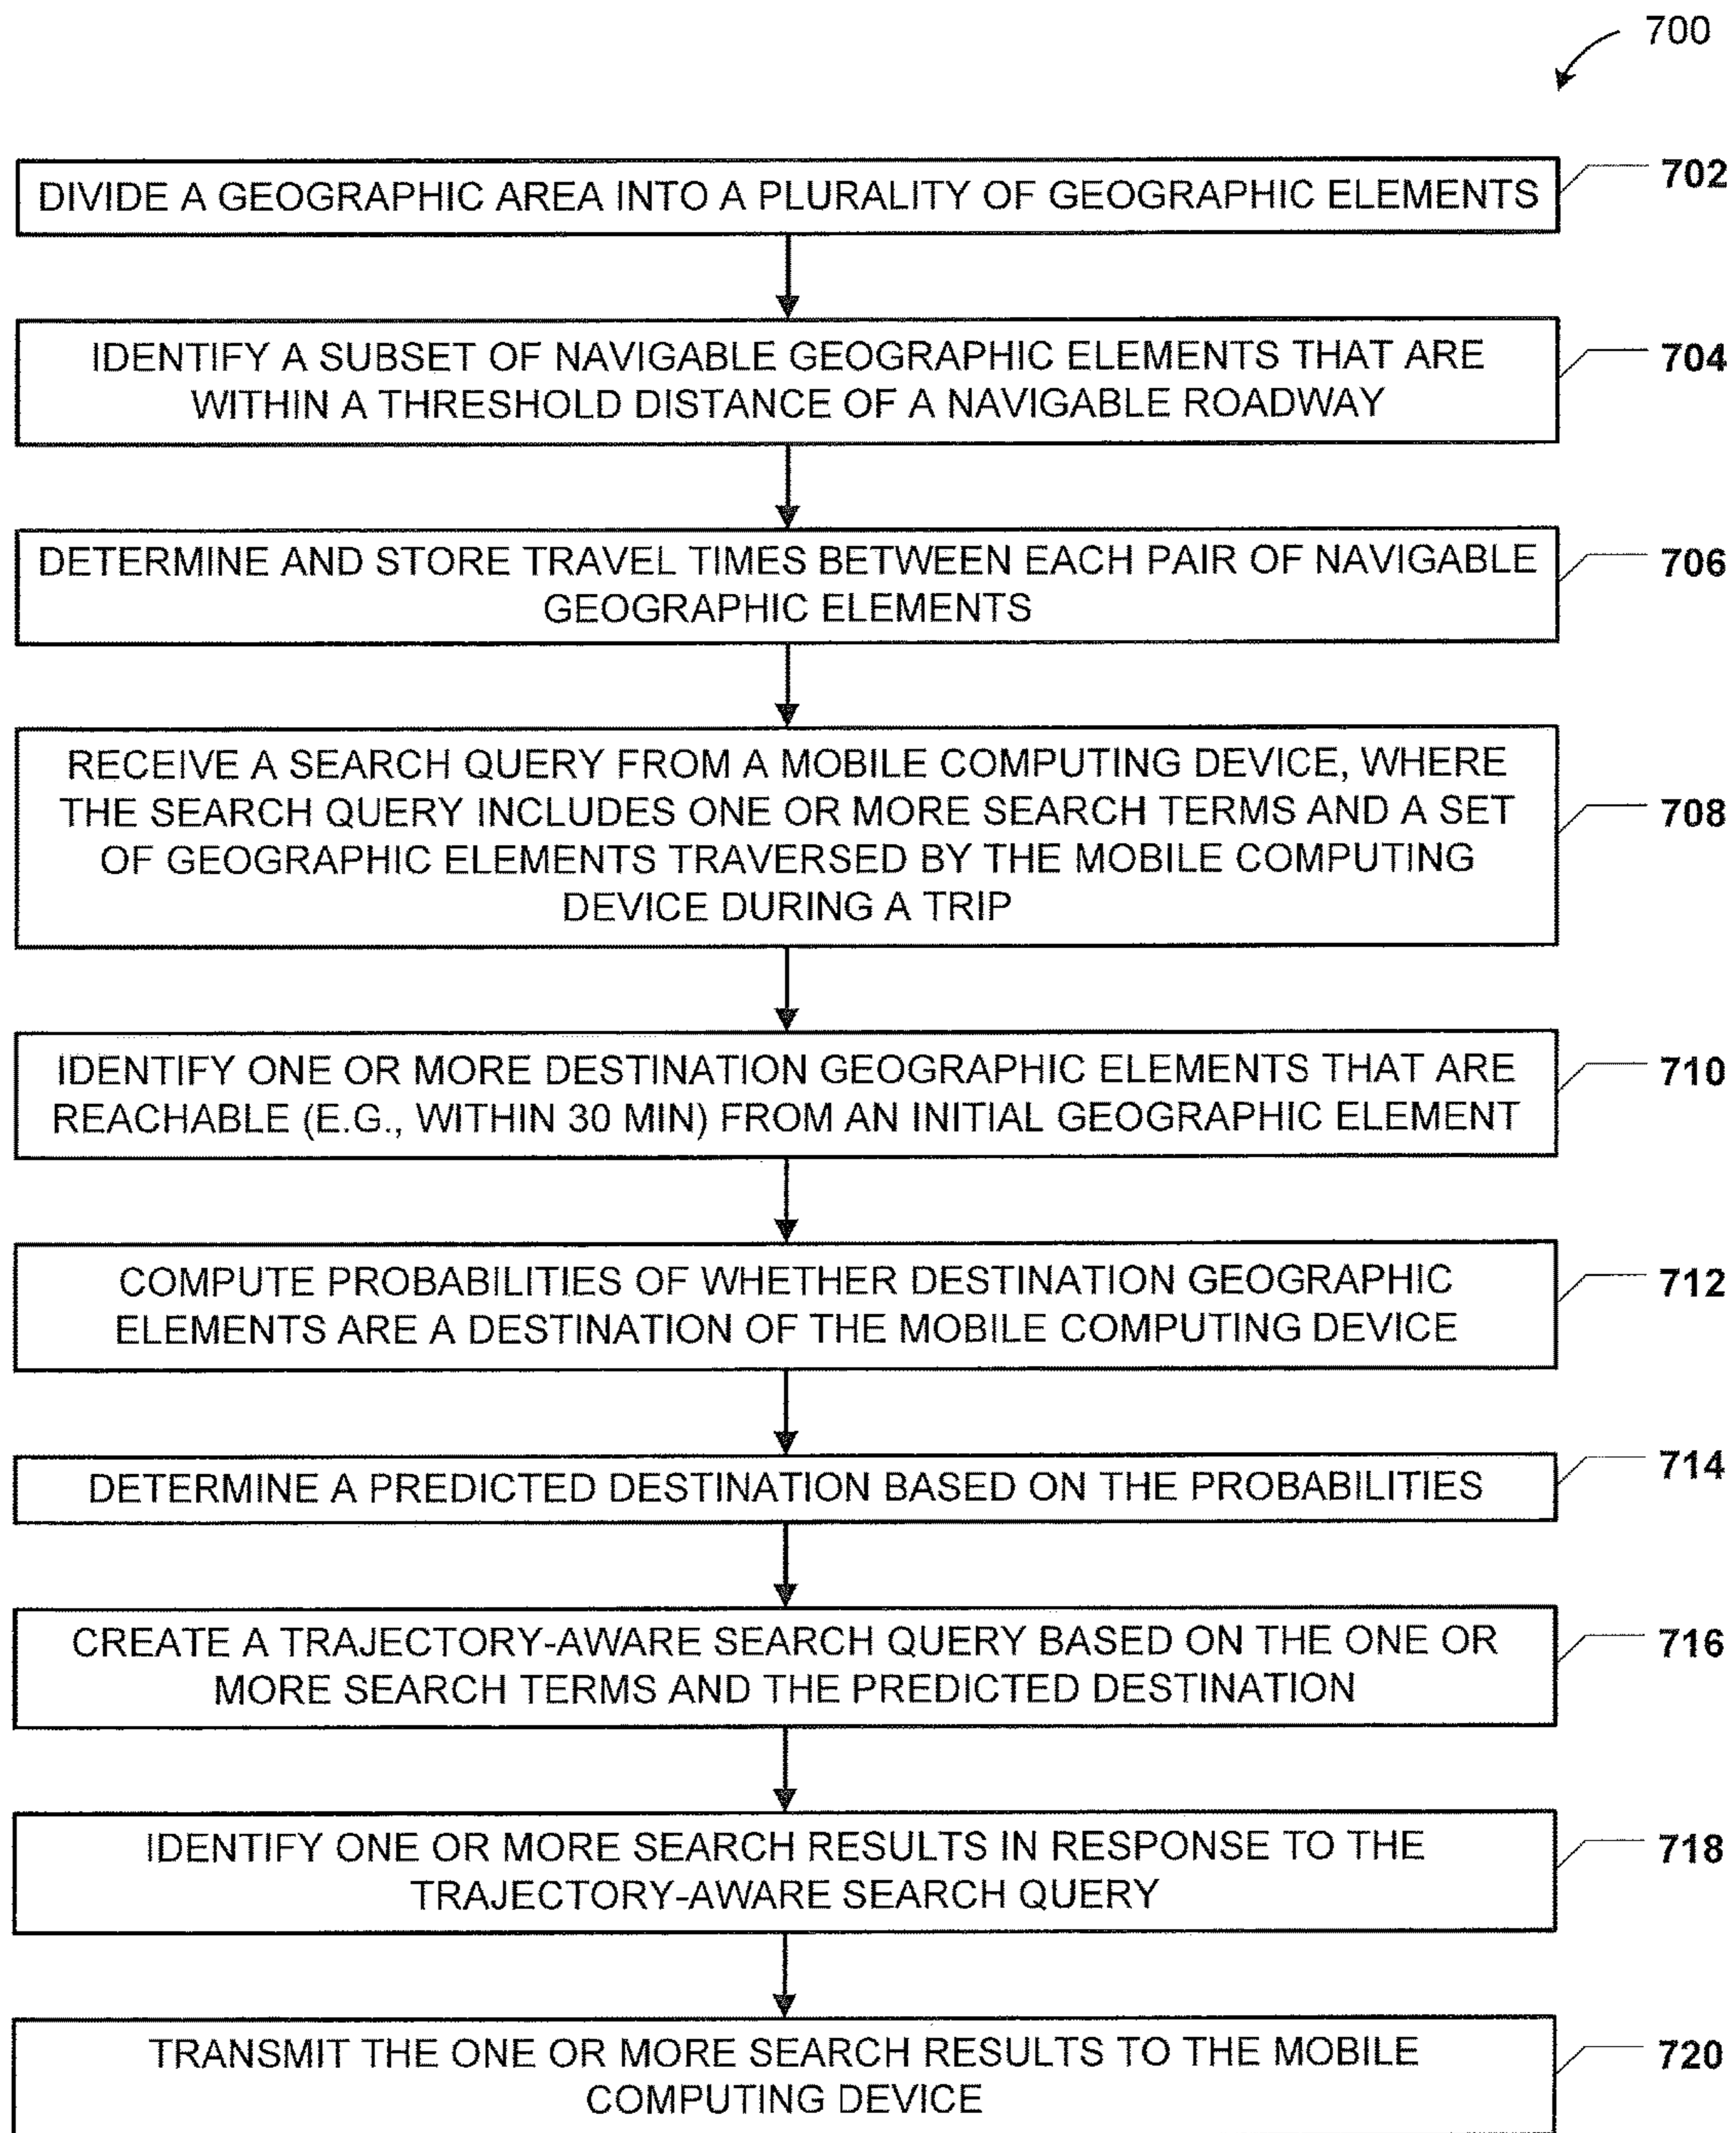 700
DIVIDE A GEOGRAPHIC AREA INTO A PLURALITY OF GEOGRAPHIC ELEMENTS
702
IDENTIFY A SUBSET OF NAVIGABLE GEOGRAPHIC ELEMENTS THAT ARE
WITHIN A THRESHOLD DISTANCE OF A NAVIGABLE ROADWAY
704
DETERMINE AND STORE TRAVEL TIMES BETWEEN EACH PAIR OF NAVIGABLE
GEOGRAPHIC ELEMENTS
706
RECEIVE A SEARCH QUERY FROM A MOBILE COMPUTING DEVICE, WHERE
THE SEARCH QUERY INCLUDES ONE OR MORE SEARCH TERMS AND A SET
OF GEOGRAPHIC ELEMENTS TRAVERSED BY THE MOBILE COMPUTING
DEVICE DURING A TRIP
708
IDENTIFY ONE OR MORE DESTINATION GEOGRAPHIC ELEMENTS THAT ARE
REACHABLE (E.G., WITHIN 30 MIN) FROM AN INITIAL GEOGRAPHIC ELEMENT
710
COMPUTE PROBABILITIES OF WHETHER DESTINATION GEOGRAPHIC
ELEMENTS ARE A DESTINATION OF THE MOBILE COMPUTING DEVICE
712
DETERMINE A PREDICTED DESTINATION BASED ON THE PROBABILITIES
714
CREATE A TRAJECTORY-AWARE SEARCH QUERY BASED ON THE ONE OR
MORE SEARCH TERMS AND THE PREDICTED DESTINATION
716
IDENTIFY ONE OR MORE SEARCH RESULTS IN RESPONSE TO THE
TRAJECTORY-AWARE SEARCH QUERY
718
TRANSMIT THE ONE OR MORE SEARCH RESULTS TO THE MOBILE
COMPUTING DEVICE
720